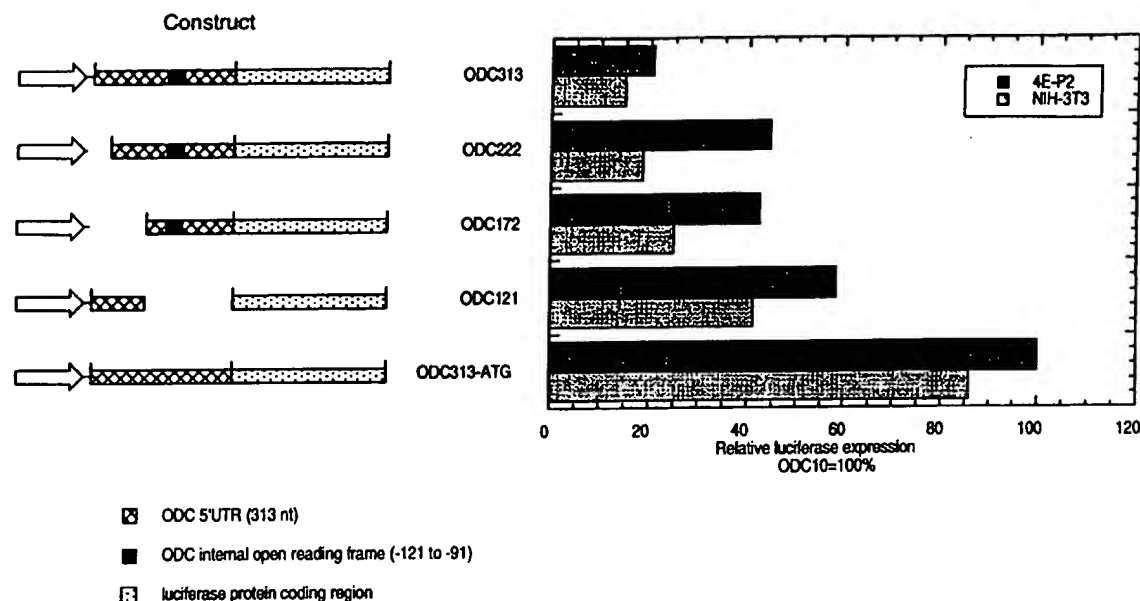 Construct
ODC313
ODC222
ODC172
ODC121
ODC313-ATG
4E-P2
NIH-3T3
0 20 40 60 80 100 120
Relative luciferase expression
ODC10=100%
ODC 5'UTR (313 nt)
ODC internal open reading frame (-121 to -91)
luciferase protein coding region